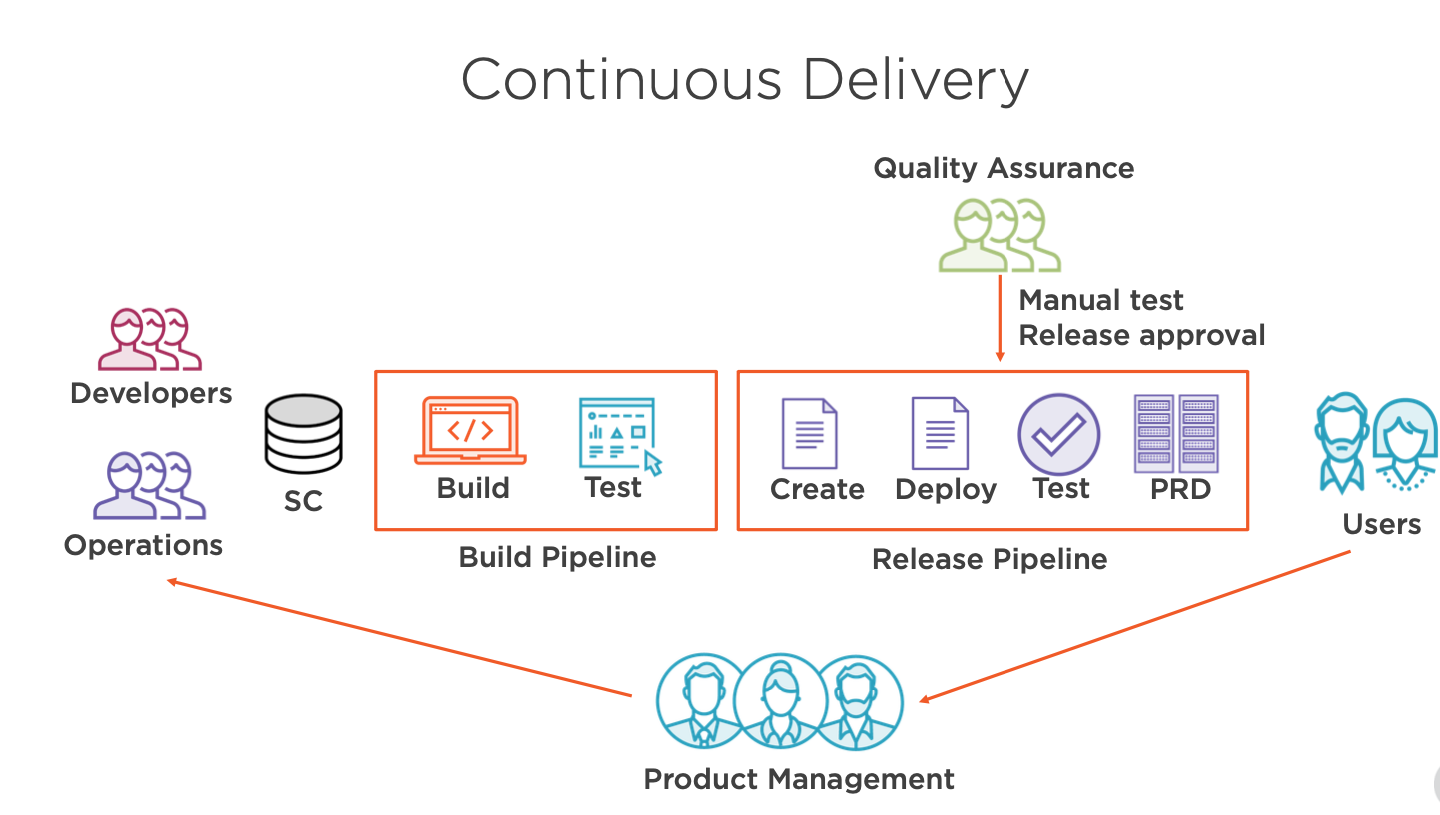 Continuous Delivery
Quality Assurance
Manual test
Release approval
Developers
Operations
SC
Build
Test
Build Pipeline
Create
Deploy
Test
PRD
Release Pipeline
Users
Product Management